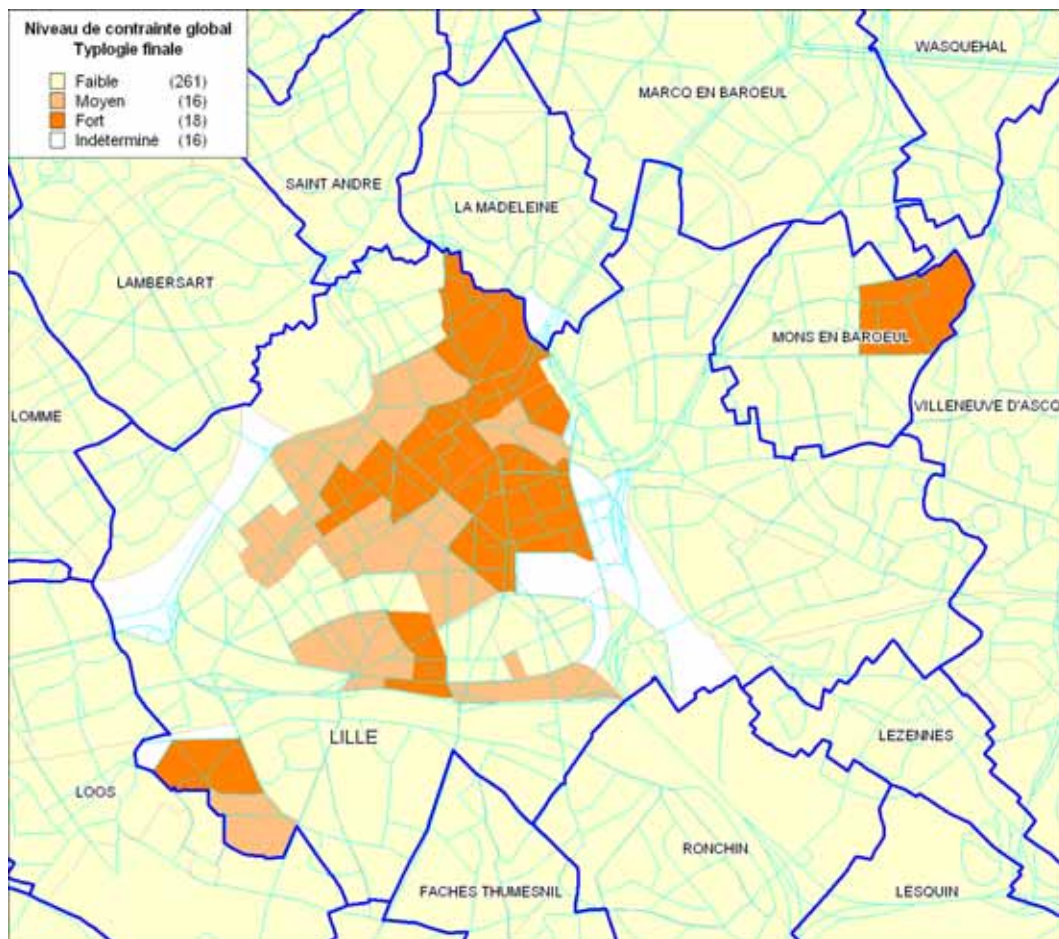 Niveau de contrainte global
Typlogie finale
Faible (261)
Moyen (16)
Fort (18)
Indéterminé (16)
WASQUEHAL
MARCQ EN BAROEUL
SAINT ANDRE
LA MADELEINE
LAMBERSART
MONS EN BAROEUL
LOMME
VILLENEUVE D'ASCQ
LILLE
LEZENNES
LOOS
RONCHIN
FACHES THUMESNIL
LESQUIN